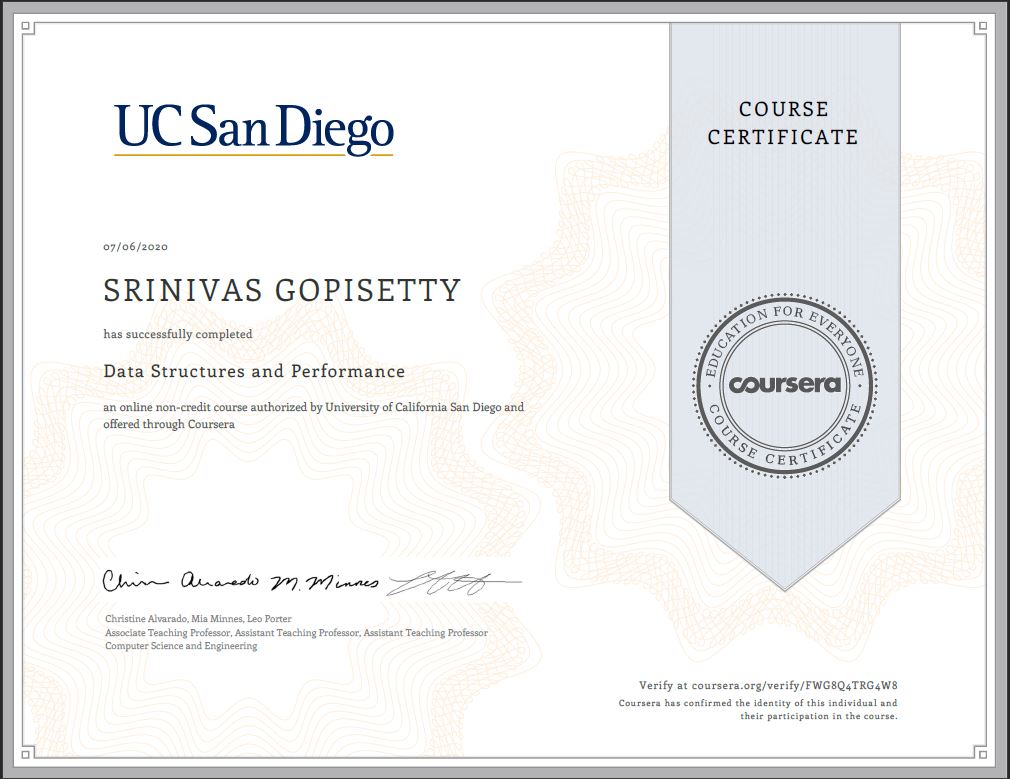 UC San Diego
COURSE
CERTIFICATE
07/06/2020
SRINIVAS GOPISETTY
has successfully completed
Data Structures and Performance
an online non-credit course authorized by University of California San Diego and
offered through Coursera
EDUCATION FOR EVERYONE
coursera
COURSE CERTIFICATE
Christine Alvarado, Mia Minnes, Leo Porter
Associate Teaching Professor, Assistant Teaching Professor, Assistant Teaching Professor
Computer Science and Engineering
Verify at coursera.org/verify/FWG8Q4TRG4W8
Coursera has confirmed the identity of this individual and
their participation in the course.